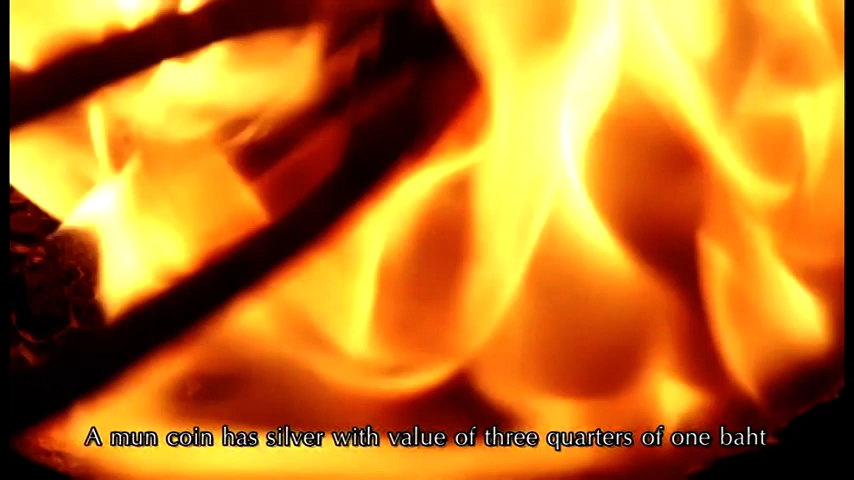 A mun coin has silver with value of three quarters of one baht